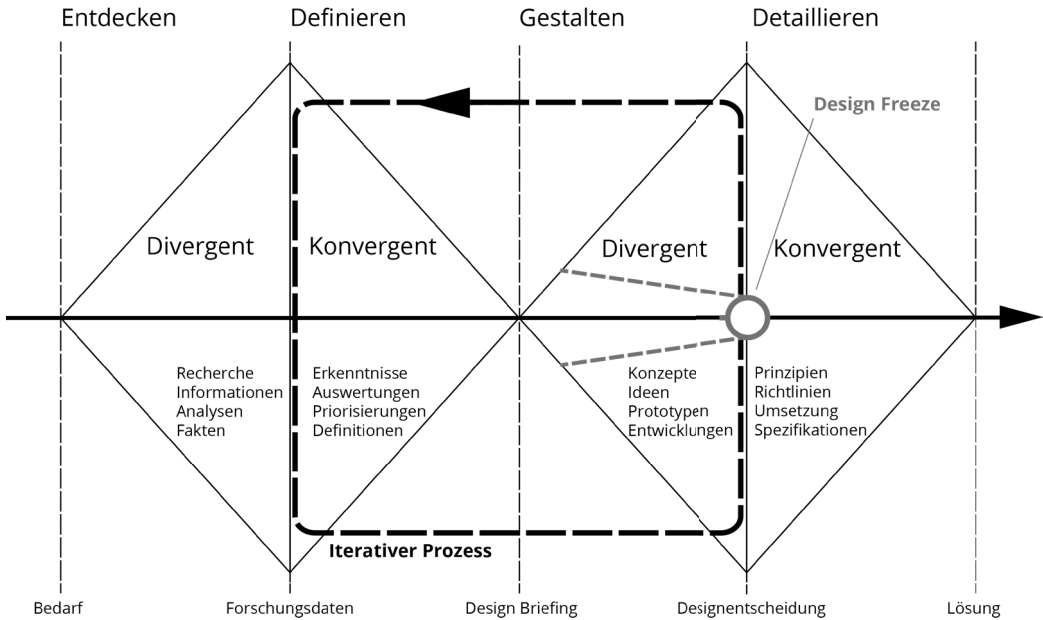 Entdecken
Definieren
Gestalten
Detaillieren
Design Freeze
Divergent
Konvergent
Divergent
Konvergent
Recherche
Informationen
Analysen
Fakten
Erkenntnisse
Auswertungen
Priorisierungen
Definitionen
Konzepte
Ideen
Prototypen
Entwicklungen
Prinzipien
Richtlinien
Umsetzung
Spezifikationen
Iterativer Prozess
Bedarf
Forschungsdaten
Design Briefing
Designentscheidung
Lösung